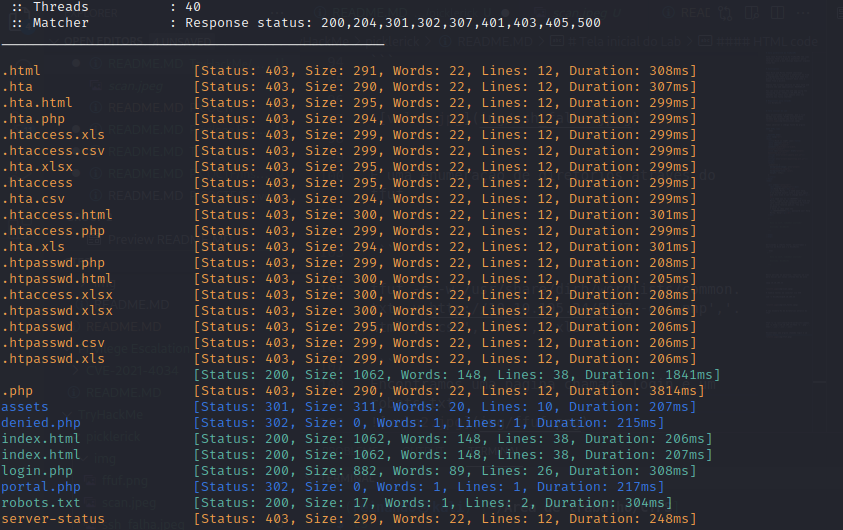 :: Threads : 40
:: Matcher : Response status: 200,204,301,302,307,401,403,405,500
.html [Status: 403, Size: 291, Words: 22, Lines: 12, Duration: 308ms]
.hta [Status: 403, Size: 290, Words: 22, Lines: 12, Duration: 307ms]
.hta.html [Status: 403, Size: 295, Words: 22, Lines: 12, Duration: 299ms]
.hta.php [Status: 403, Size: 294, Words: 22, Lines: 12, Duration: 299ms]
.htaccess.xls [Status: 403, Size: 299, Words: 22, Lines: 12, Duration: 299ms]
.htaccess.csv [Status: 403, Size: 299, Words: 22, Lines: 12, Duration: 299ms]
.hta.xlsx [Status: 403, Size: 295, Words: 22, Lines: 12, Duration: 299ms]
.htaccess [Status: 403, Size: 295, Words: 22, Lines: 12, Duration: 299ms]
.hta.csv [Status: 403, Size: 294, Words: 22, Lines: 12, Duration: 299ms]
.htaccess.html [Status: 403, Size: 300, Words: 22, Lines: 12, Duration: 301ms]
.htaccess.php [Status: 403, Size: 299, Words: 22, Lines: 12, Duration: 299ms]
.hta.xls [Status: 403, Size: 294, Words: 22, Lines: 12, Duration: 301ms]
.htpasswd.php [Status: 403, Size: 299, Words: 22, Lines: 12, Duration: 208ms]
.htpasswd.html [Status: 403, Size: 300, Words: 22, Lines: 12, Duration: 205ms]
.htaccess.xlsx [Status: 403, Size: 300, Words: 22, Lines: 12, Duration: 208ms]
.htpasswd.xlsx [Status: 403, Size: 300, Words: 22, Lines: 12, Duration: 206ms]
.htpasswd [Status: 403, Size: 295, Words: 22, Lines: 12, Duration: 206ms]
.htpasswd.csv [Status: 403, Size: 299, Words: 22, Lines: 12, Duration: 206ms]
.htpasswd.xls [Status: 403, Size: 299, Words: 22, Lines: 12, Duration: 206ms]
[Status: 200, Size: 1062, Words: 148, Lines: 38, Duration: 1841ms]
.php [Status: 403, Size: 290, Words: 22, Lines: 12, Duration: 3814ms]
assets [Status: 301, Size: 311, Words: 20, Lines: 10, Duration: 207ms]
denied.php [Status: 302, Size: 0, Words: 1, Lines: 1, Duration: 215ms]
index.html [Status: 200, Size: 1062, Words: 148, Lines: 38, Duration: 206ms]
index.html [Status: 200, Size: 1062, Words: 148, Lines: 38, Duration: 207ms]
login.php [Status: 200, Size: 882, Words: 89, Lines: 26, Duration: 308ms]
portal.php [Status: 302, Size: 0, Words: 1, Lines: 1, Duration: 217ms]
robots.txt [Status: 200, Size: 17, Words: 1, Lines: 2, Duration: 304ms]
server-status [Status: 403, Size: 299, Words: 22, Lines: 12, Duration: 248ms]